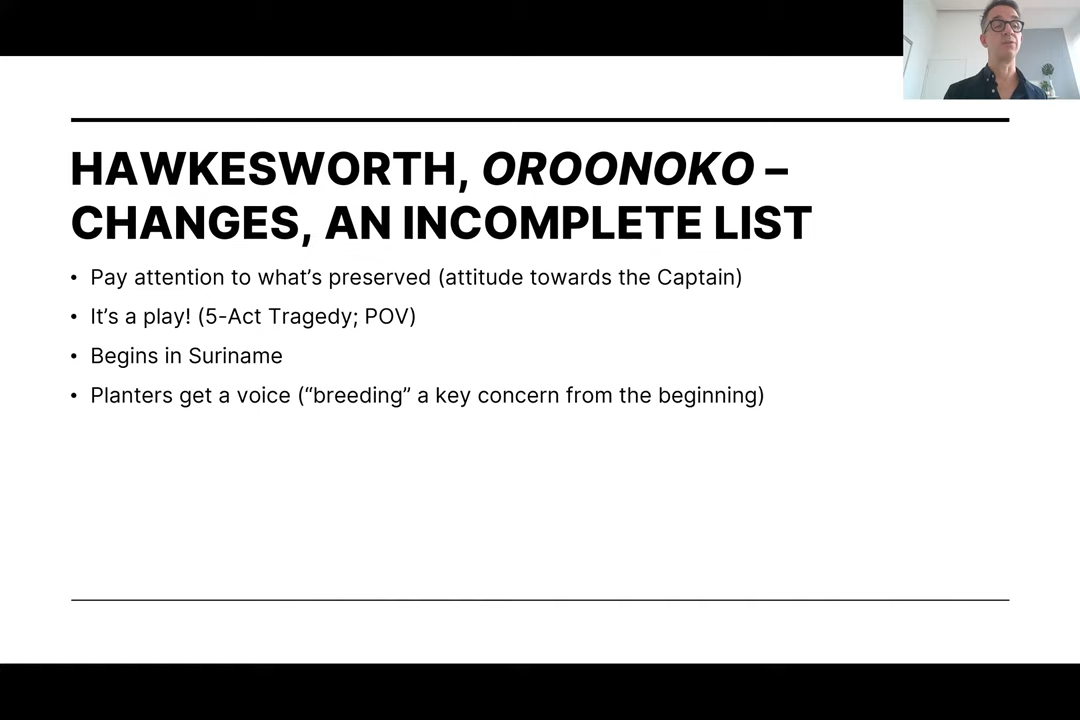 HAWKESWORTH, OROONOKO –
CHANGES, AN INCOMPLETE LIST
• Pay attention to what’s preserved (attitude towards the Captain)
• It’s a play! (5-Act Tragedy; POV)
• Begins in Suriname
• Planters get a voice (“breeding” a key concern from the beginning)